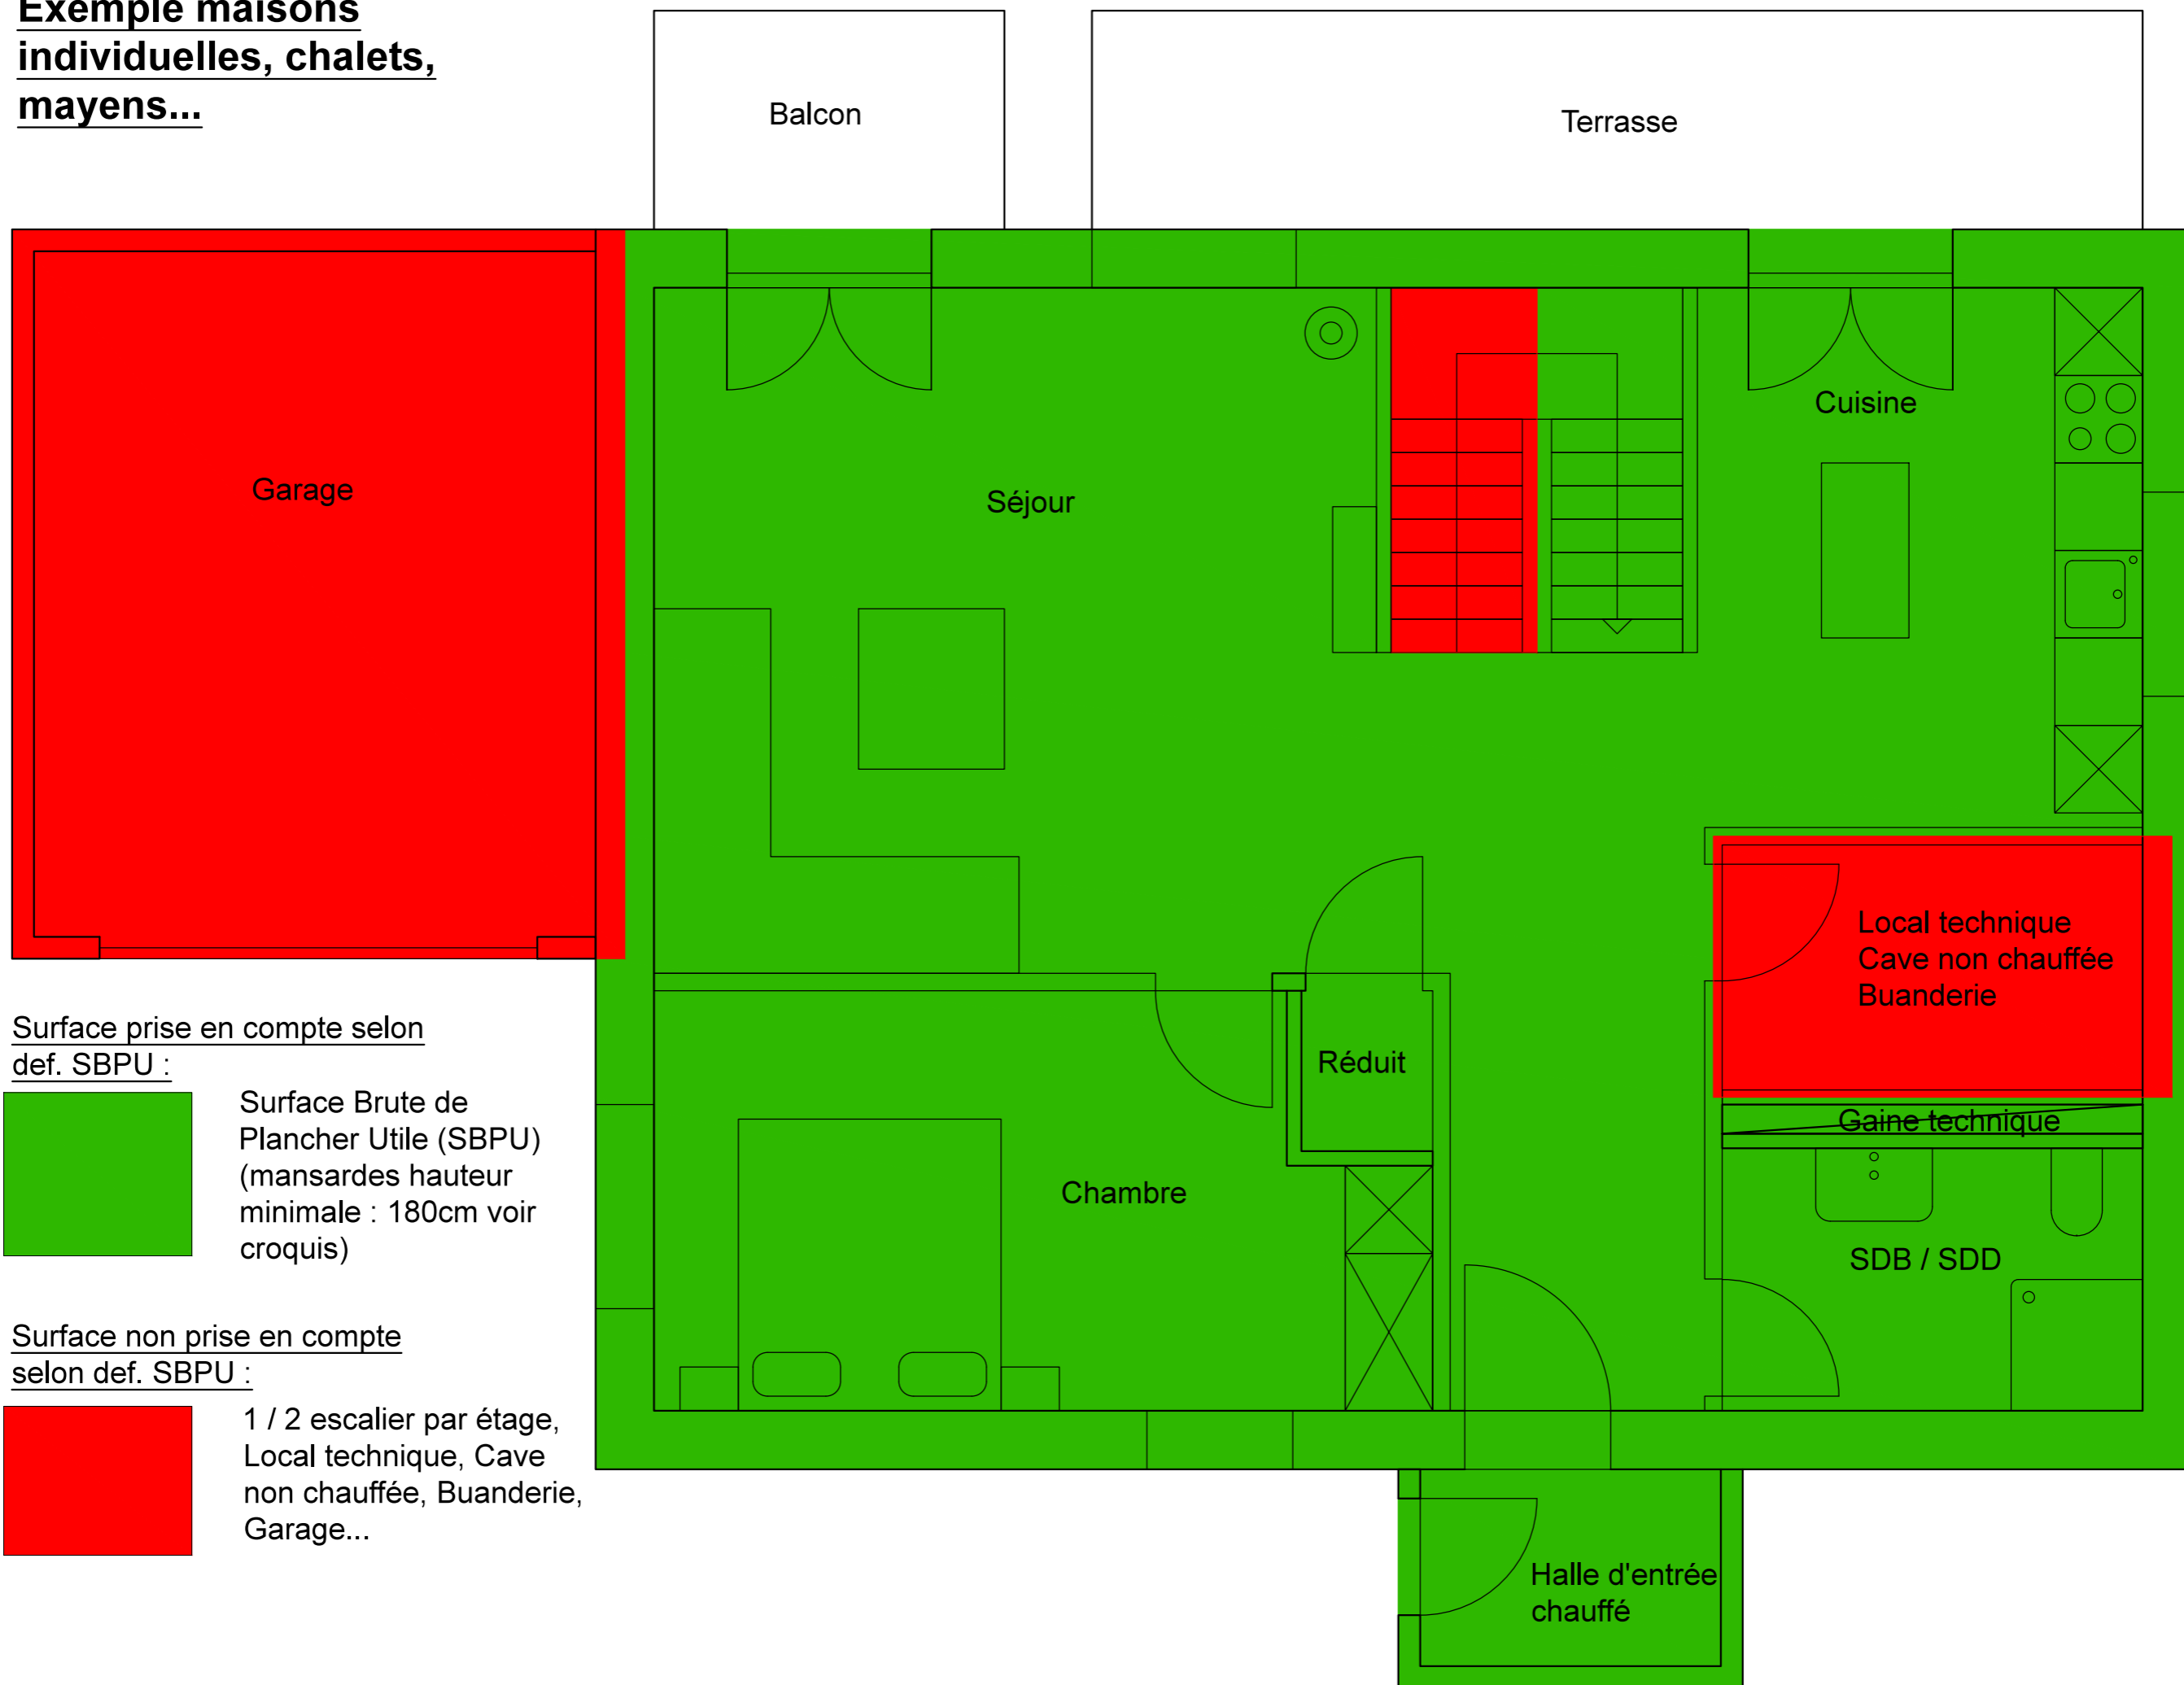 Exemple maisons
individuelles, chalets,
mayens...
Balcon
Terrasse
Garage
Séjour
Cuisine
Local technique
Cave non chauffée
Buanderie
Gaine technique
Réduit
Chambre
SDB / SDD
Halle d'entrée
chauffé
Surface prise en compte selon
def. SBPU :
Surface Brute de
Plancher Utile (SBPU)
(mansardes hauteur
minimale : 180cm voir
croquis)
Surface non prise en compte
selon def. SBPU :
1 / 2 escalier par étage,
Local technique, Cave
non chauffée, Buanderie,
Garage...